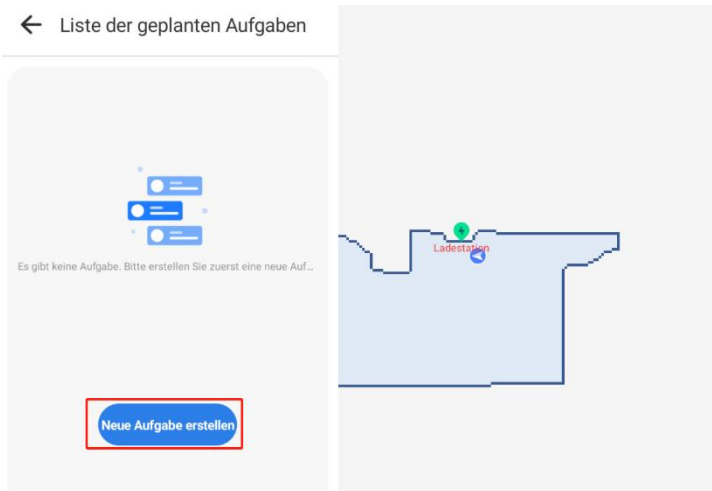 Liste der geplanten Aufgaben
Es gibt keine Aufgabe. Bitte erstellen Sie zuerst eine neue Auf...
Neue Aufgabe erstellen
Ladestation